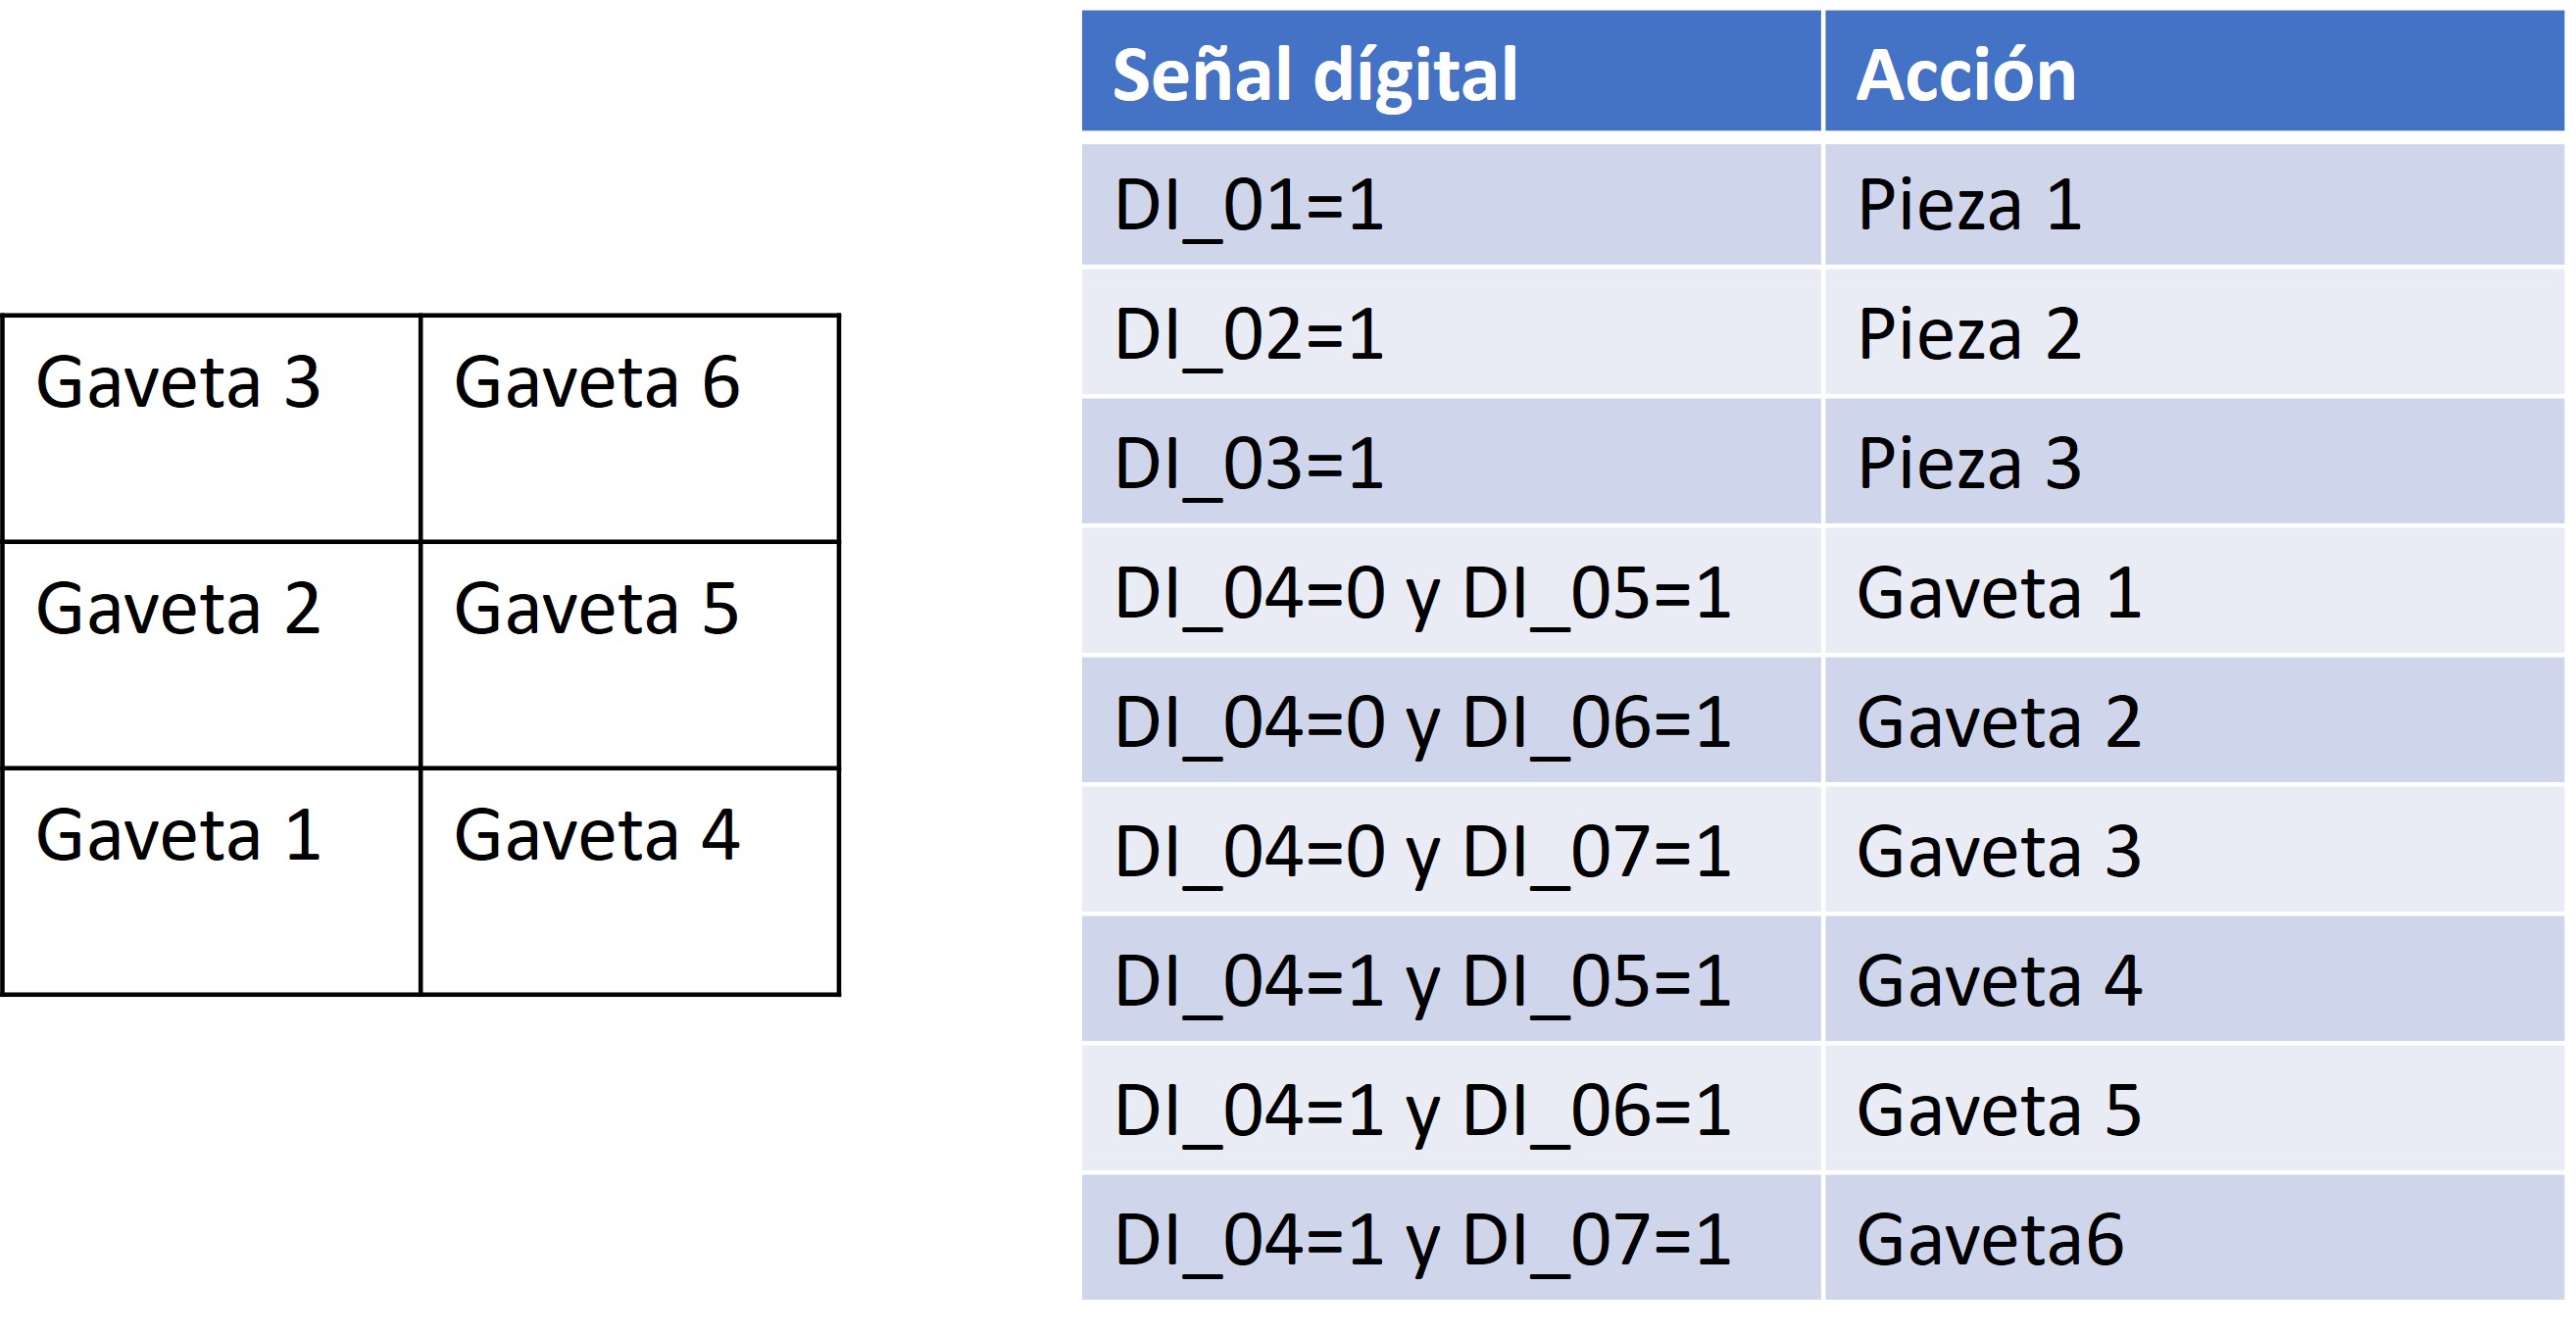 Gaveta 3 Gaveta 6
Gaveta 2 Gaveta 5
Gaveta 1 Gaveta 4
Señal dígital Acción
DI_01=1 Pieza 1
DI_02=1 Pieza 2
DI_03=1 Pieza 3
DI_04=0 y DI_05=1 Gaveta 1
DI_04=0 y DI_06=1 Gaveta 2
DI_04=0 y DI_07=1 Gaveta 3
DI_04=1 y DI_05=1 Gaveta 4
DI_04=1 y DI_06=1 Gaveta 5
DI_04=1 y DI_07=1 Gaveta6